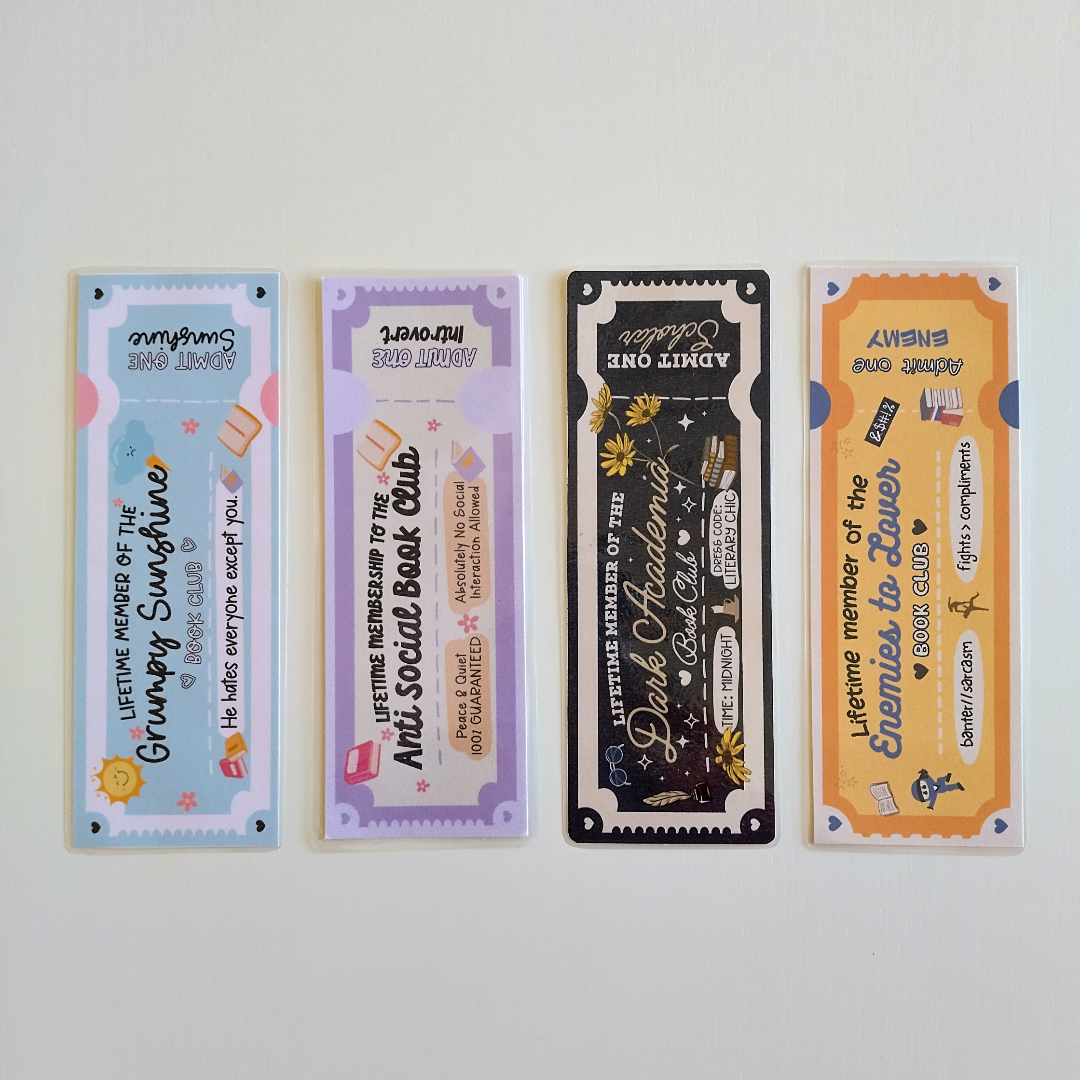 ADMIT ONE
Sunshine
LIFETIME MEMBER OF THE
Grumpy Sunshine
BOOK CLUB
He hates everyone except you.
ADMIT ONE
Introvert
LIFETIME MEMBERSHIP TO THE
Anti social Book Club
Peace & Quiet
100% GUARANTEED
Absolutely No Social
Interaction Allowed
ADMIT ONE
Scholar
LIFETIME MEMBER OF THE
Dark Academia
Book Club
TIME: MIDNIGHT
DRESS CODE:
LITERARY CHIC
Admit one
ENEMY
Lifetime member of the
Enemies to Lover
BOOK CLUB
banter//sarcasm
fights > compliments
&$#!%